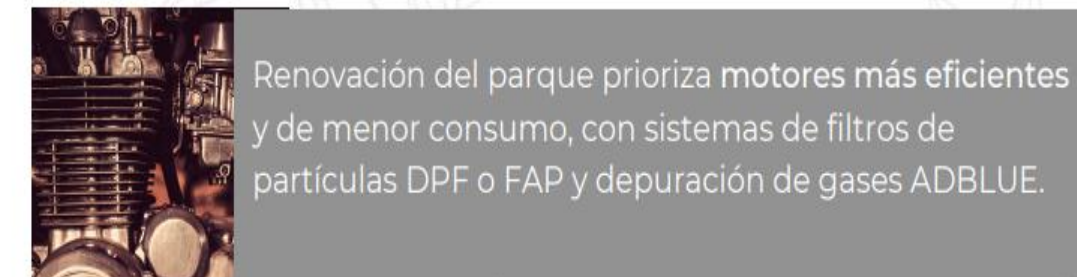 Renovación del parque prioriza motores más eficientes
y de menor consumo, con sistemas de filtros de
partículas DPF o FAP y depuración de gases ADBLUE.